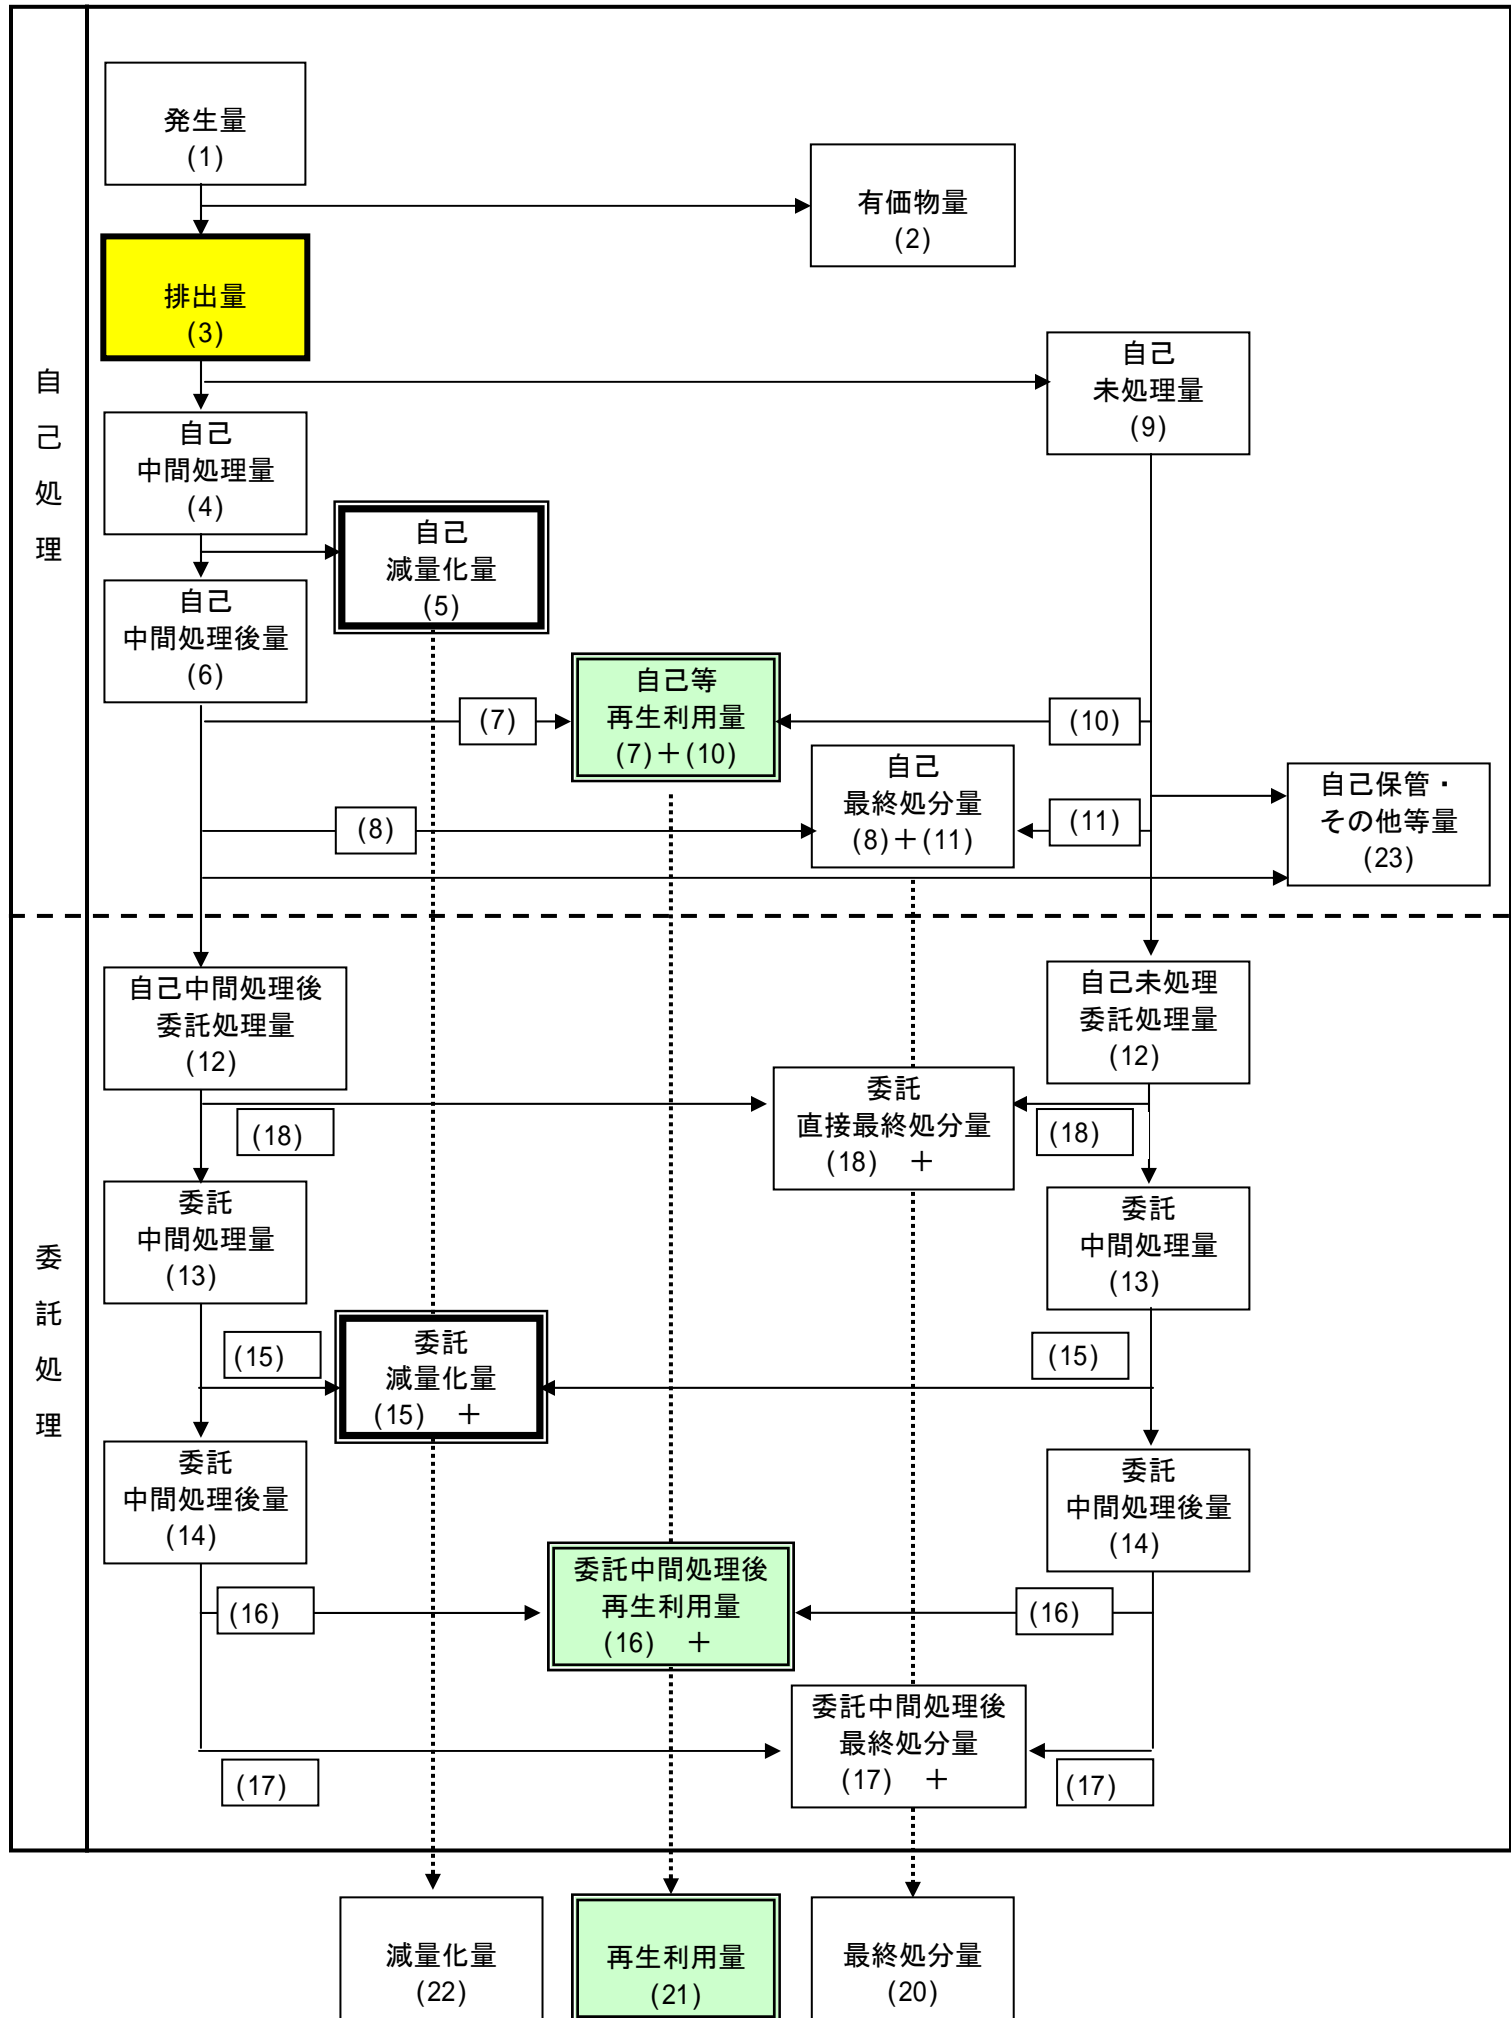 発生量
(1)
有価物量
(2)
排出量
(3)
自己
未処理量
(9)
自己処理
自己
中間処理量
(4)
自己
減量化量
(5)
自己
中間処理後量
(6)
(7)
自己等
再生利用量
(7)＋(10)
(10)
自己
最終処分量
(8)＋(11)
(8)
(11)
自己保管・
その他等量
(23)
自己中間処理後
委託処理量
(12)
自己未処理
委託処理量
(12)
委託
直接最終処分量
(18)　＋
(18)
(18)
委託処理
委託
中間処理量
(13)
委託
中間処理量
(13)
(15)
委託
減量化量
(15)　＋
(15)
委託
中間処理後量
(14)
委託
中間処理後量
(14)
(16)
委託中間処理後
再生利用量
(16)　＋
(16)
委託中間処理後
最終処分量
(17)　＋
(17)
(17)
減量化量
(22)
再生利用量
(21)
最終処分量
(20)